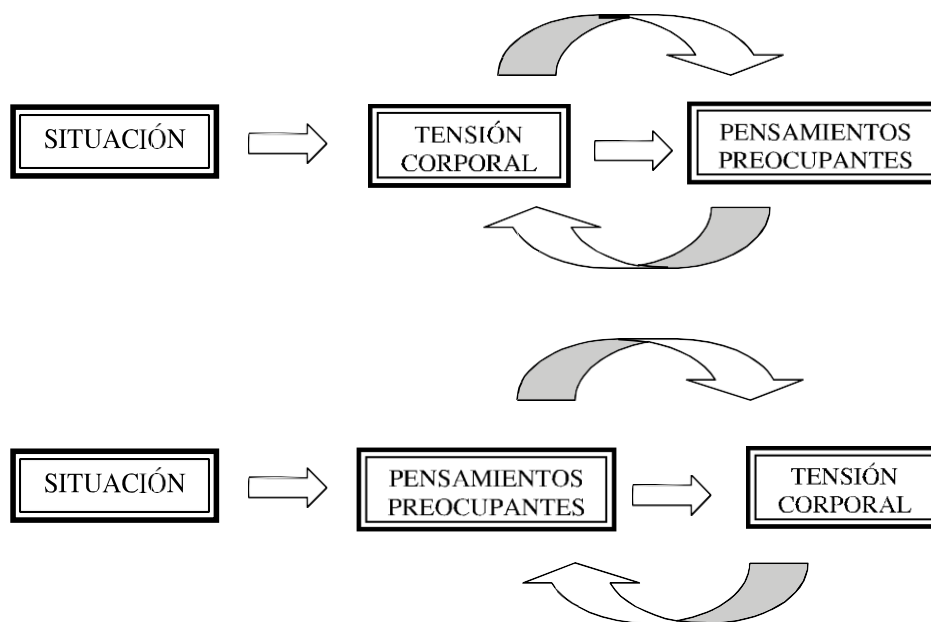 SITUACIÓN
TENSIÓN
CORPORAL
PENSAMIENTOS
PREOCUPANTES
SITUACIÓN
PENSAMIENTOS
PREOCUPANTES
TENSIÓN
CORPORAL